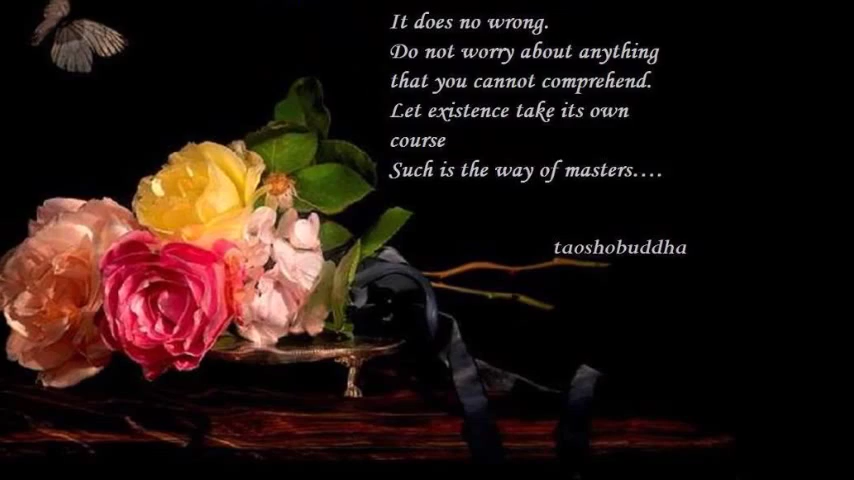 It does no wrong.
Do not worry about anything
that you cannot comprehend.
Let existence take its own
course
Such is the way of masters....
taoshobuddha